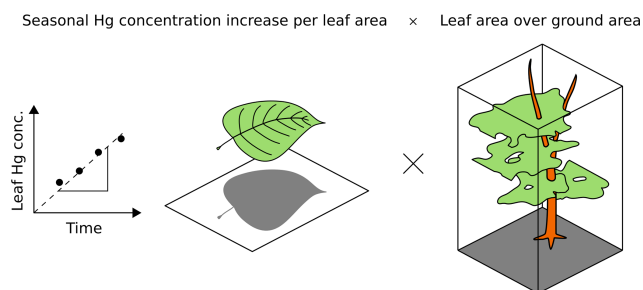 Seasonal Hg concentration increase per leaf area × Leaf area over ground area
Leaf Hg conc.
Time
×